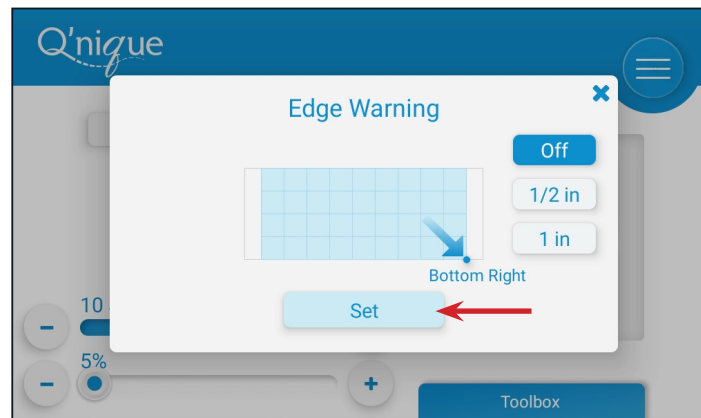 Q'nique
Edge Warning
Off
1/2 in
1 in
Bottom Right
Set
10
5%
Toolbox